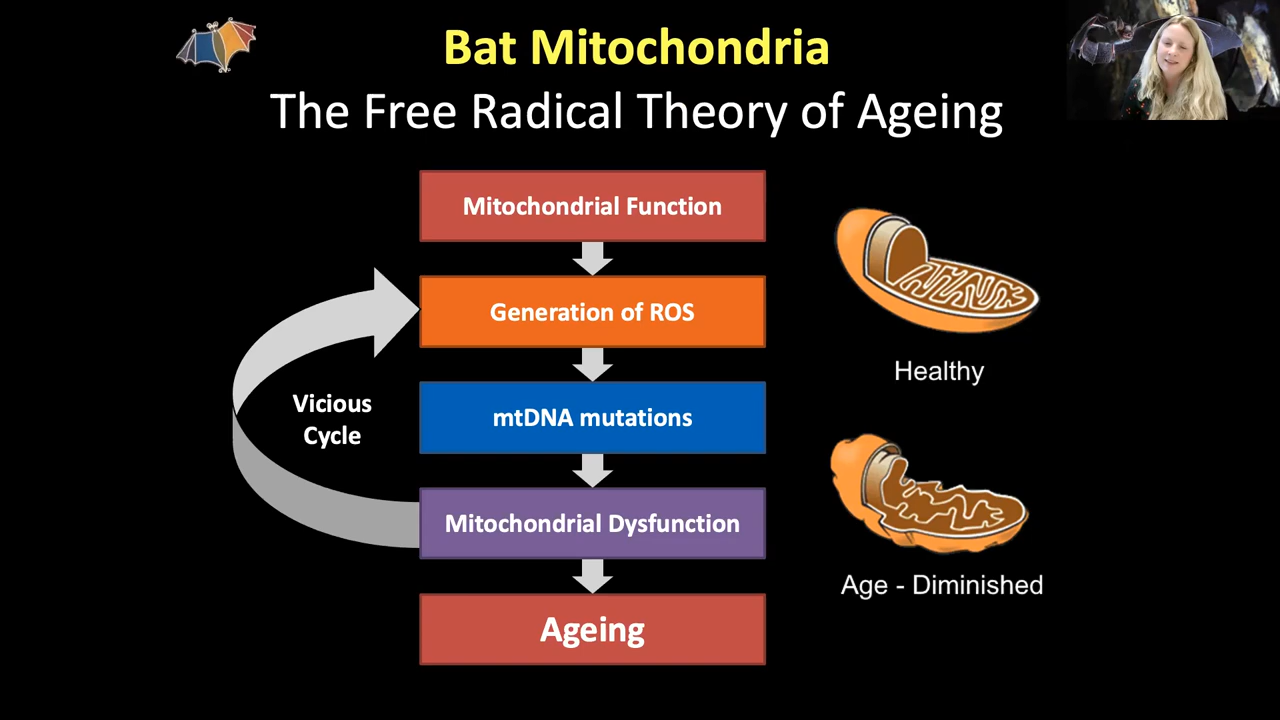 Bat Mitochondria
The Free Radical Theory of Ageing
Mitochondrial Function
Generation of ROS
mtDNA mutations
Mitochondrial Dysfunction
Ageing
Vicious
Cycle
Healthy
Age - Diminished